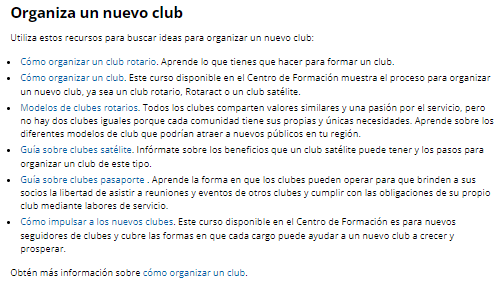 Organiza un nuevo club
Utiliza estos recursos para buscar ideas para organizar un nuevo club:
• Cómo organizar un club rotario. Aprende lo que tienes que hacer para formar un club.
• Cómo organizar un club. Este curso disponible en el Centro de Formación muestra el proceso para organizar
un nuevo club, ya sea un club rotario, Rotaract o un club satélite.
• Modelos de clubes rotarios. Todos los clubes comparten valores similares y una pasión por el servicio, pero
no hay dos clubes iguales porque cada comunidad tiene sus propias y únicas necesidades. Aprende sobre los
diferentes modelos de club que podrían atraer a nuevos públicos en tu región.
• Guía sobre clubes satélite. Infórmate sobre los beneficios que un club satélite puede tener y los pasos para
organizar un club de este tipo.
• Guía sobre clubes pasaporte . Aprende la forma en que los clubes pueden operar para que brinden a sus
socios la libertad de asistir a reuniones y eventos de otros clubes y cumplir con las obligaciones de su propio
club mediante labores de servicio.
• Cómo impulsar a los nuevos clubes. Este curso disponible en el Centro de Formación es para nuevos
seguidores de clubes y cubre las formas en que cada cargo puede ayudar a un nuevo club a crecer y
prosperar.
Obtén más información sobre cómo organizar un club.